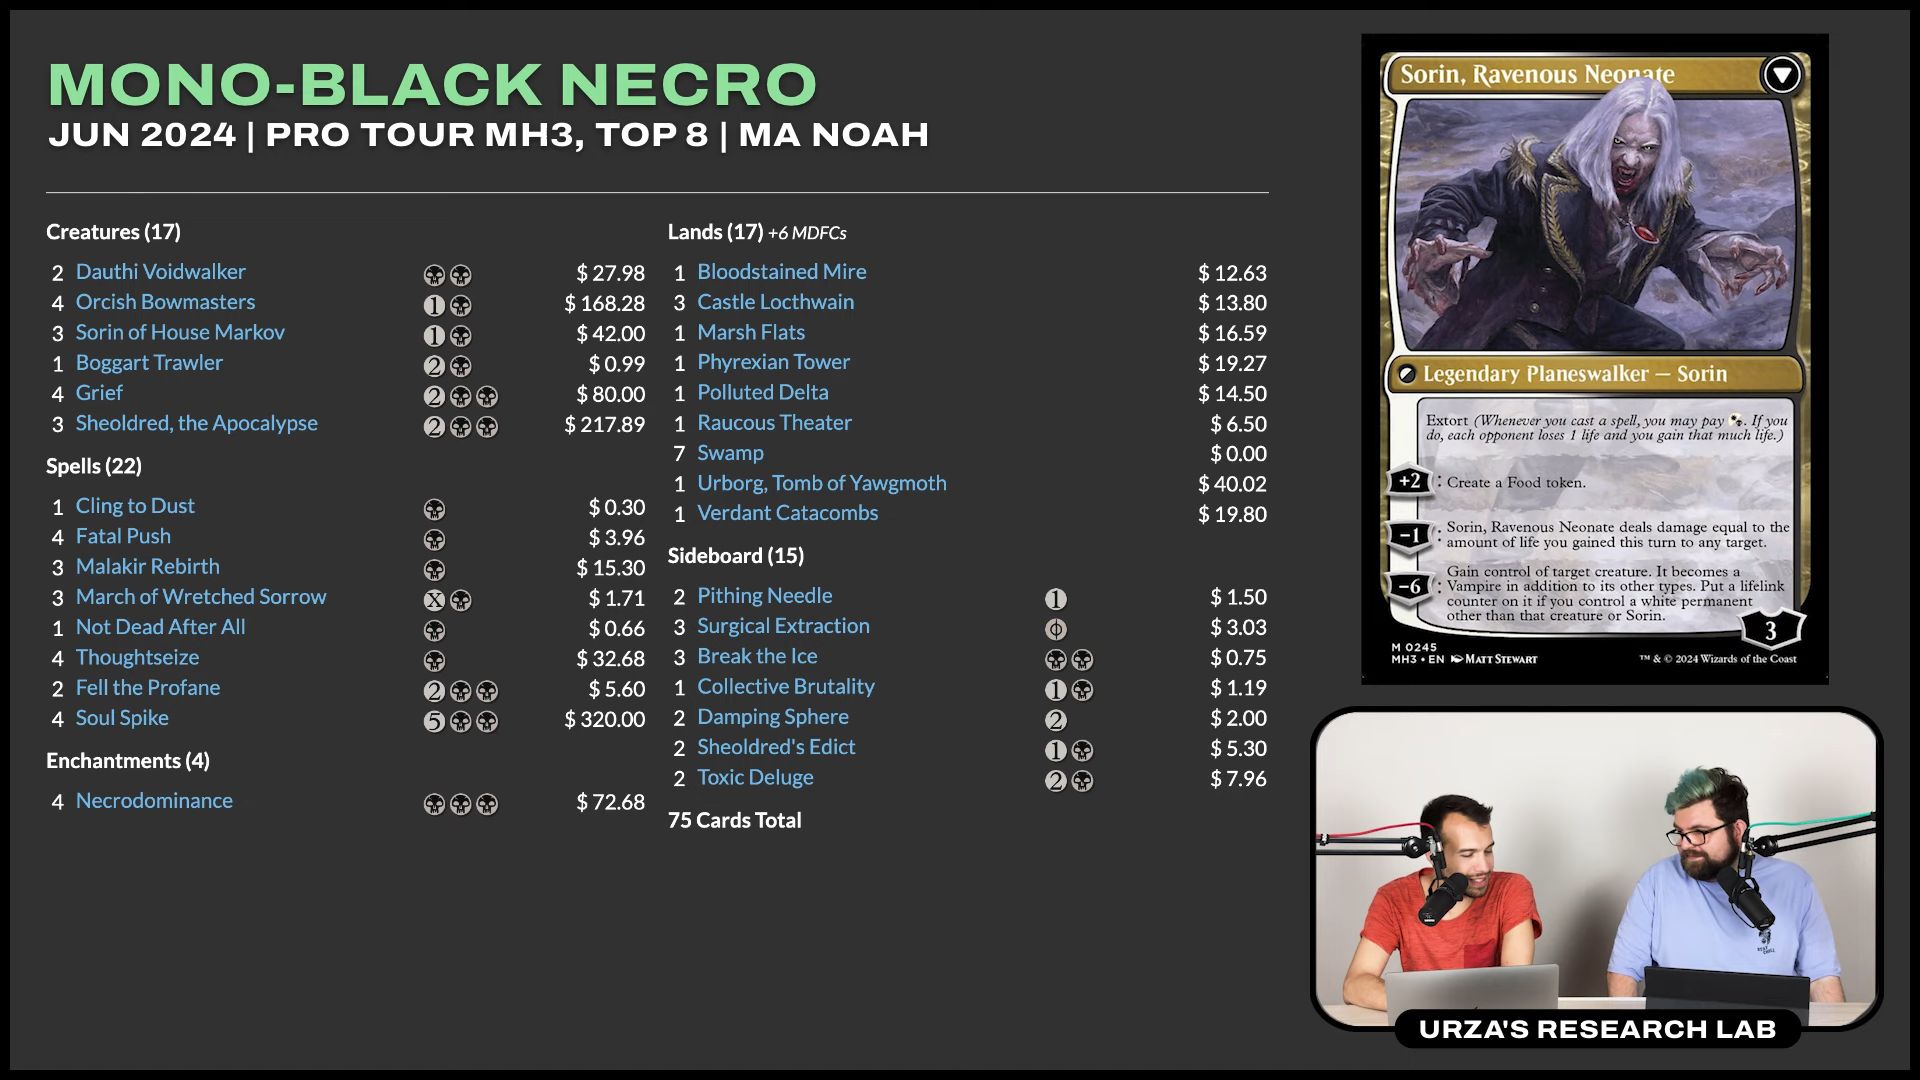 MONO-BLACK NECRO
JUN 2024 | PRO TOUR MH3, TOP 8 | MA NOAH
Creatures (17)
2 Dauthi Voidwalker $ 27.98
4 Orcish Bowmasters 1 $ 168.28
3 Sorin of House Markov 1 $ 42.00
1 Boggart Trawler 2 $ 0.99
4 Grief 2 $ 80.00
3 Sheoldred, the Apocalypse 2 $ 217.89
Spells (22)
1 Cling to Dust $ 0.30
4 Fatal Push $ 3.96
3 Malakir Rebirth $ 15.30
3 March of Wretched Sorrow X $ 1.71
1 Not Dead After All $ 0.66
4 Thoughtseize $ 32.68
2 Fell the Profane 2 $ 5.60
4 Soul Spike 5 $ 320.00
Enchantments (4)
4 Necrodominance $ 72.68
Lands (17) +6 MDFCs
1 Bloodstained Mire $ 12.63
3 Castle Locthwain $ 13.80
1 Marsh Flats $ 16.59
1 Phyrexian Tower $ 19.27
1 Polluted Delta $ 14.50
1 Raucous Theater $ 6.50
7 Swamp $ 0.00
1 Urborg, Tomb of Yawgmoth $ 40.02
1 Verdant Catacombs $ 19.80
Sideboard (15)
2 Pithing Needle 1 $ 1.50
3 Surgical Extraction $ 3.03
3 Break the Ice $ 0.75
1 Collective Brutality 1 $ 1.19
2 Damping Sphere 2 $ 2.00
2 Sheoldred's Edict 1 $ 5.30
2 Toxic Deluge 2 $ 7.96
75 Cards Total
Sorin, Ravenous Neonate
Legendary Planeswalker — Sorin
Extort (Whenever you cast a spell, you may pay . If you
do, each opponent loses 1 life and you gain that much life.)
+2 : Create a Food token.
−1 : Sorin, Ravenous Neonate deals damage equal to the
amount of life you gained this turn to any target.
Gain control of target creature. It becomes a
−6 : Vampire in addition to its other types. Put a lifelink
counter on it if you control a white permanent
other than that creature or Sorin.
3
M 0245
MH3 • EN MATT STEWART
™ & © 2024 Wizards of the Coast
URZA'S RESEARCH LAB